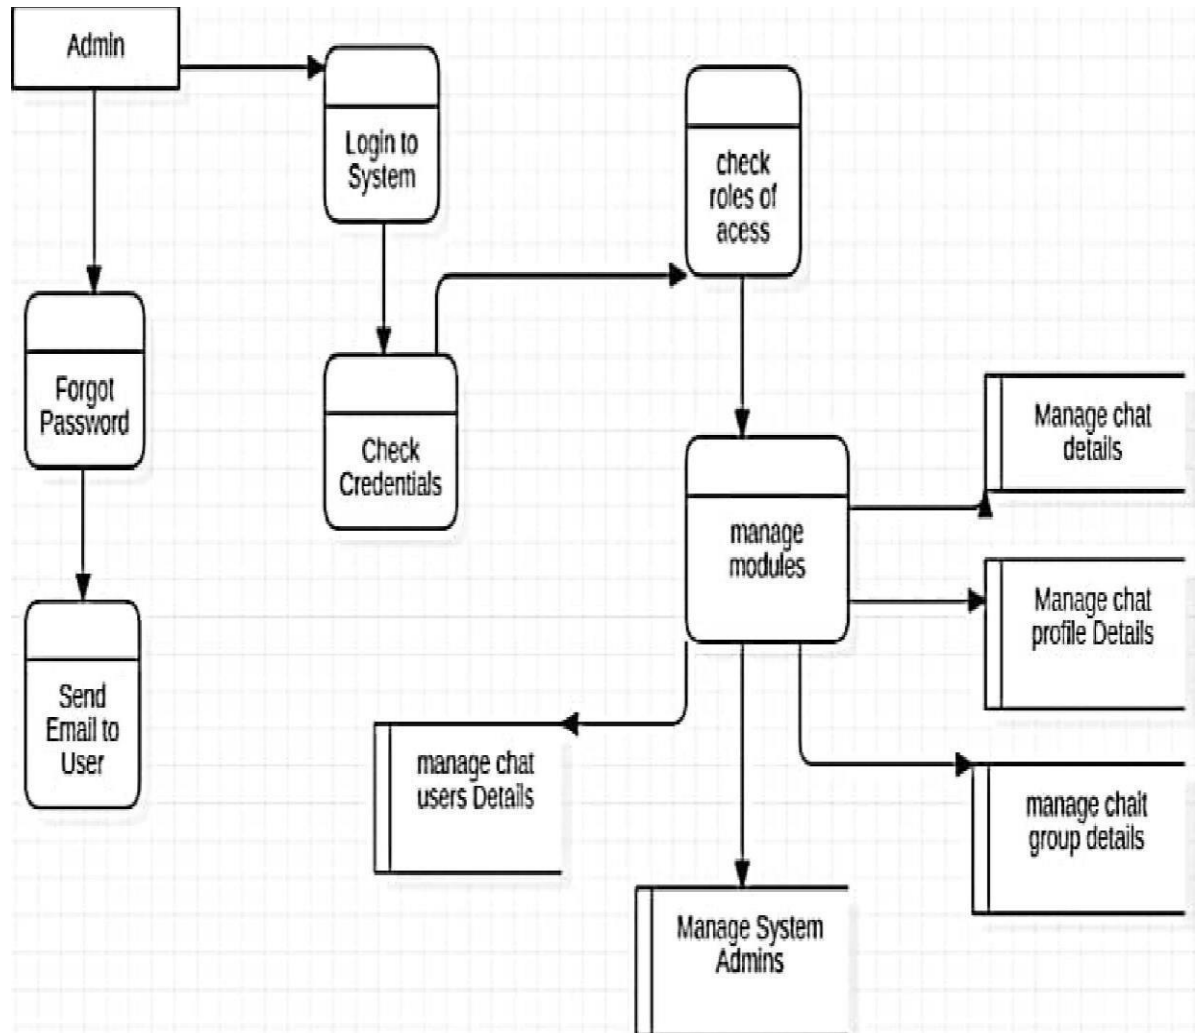 Admin
Login to
System
check
roles of
acess
Forgot
Password
Check
Credentials
Manage chat
details
manage
modules
Manage chat
profile Details
Send
Email to
User
manage chat
users Details
manage chait
group details
Manage System
Admins